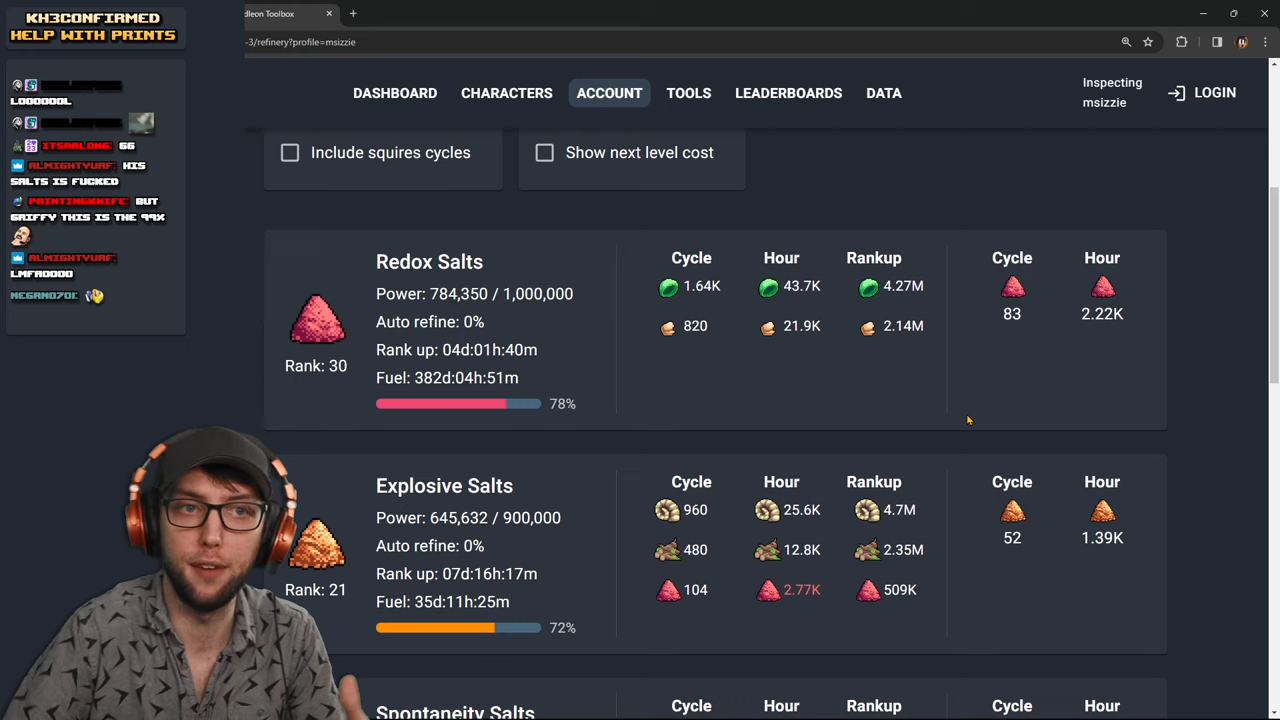 KH3CONFIRMED
HELP WITH PRINTS
LOOOOOOL
ITSARLONG: 66
ALMIGHTYURF: HIS
SALTS IS FUCKED
PAINTINGKNIFE: BUT
GRIFFY THIS IS THE 99%
ALMIGHTYURF:
LMFAOOOO
NEGANO701:
dleon Toolbox
-3/refinery?profile=msizzie
DASHBOARD
CHARACTERS
ACCOUNT
TOOLS
LEADERBOARDS
DATA
Inspecting
msizzie
LOGIN
Include squires cycles
Show next level cost
Redox Salts
Power: 784,350 / 1,000,000
Auto refine: 0%
Rank up: 04d:01h:40m
Fuel: 382d:04h:51m
78%
Rank: 30
Cycle Hour Rankup
1.64K 43.7K 4.27M
820 21.9K 2.14M
Cycle Hour
83 2.22K
Explosive Salts
Power: 645,632 / 900,000
Auto refine: 0%
Rank up: 07d:16h:17m
Fuel: 35d:11h:25m
72%
Rank: 21
Cycle Hour Rankup
960 25.6K 4.7M
480 12.8K 2.35M
104 2.77K 509K
Cycle Hour
52 1.39K
Spontaneity Salts
Cycle Hour Rankup
Cycle Hour